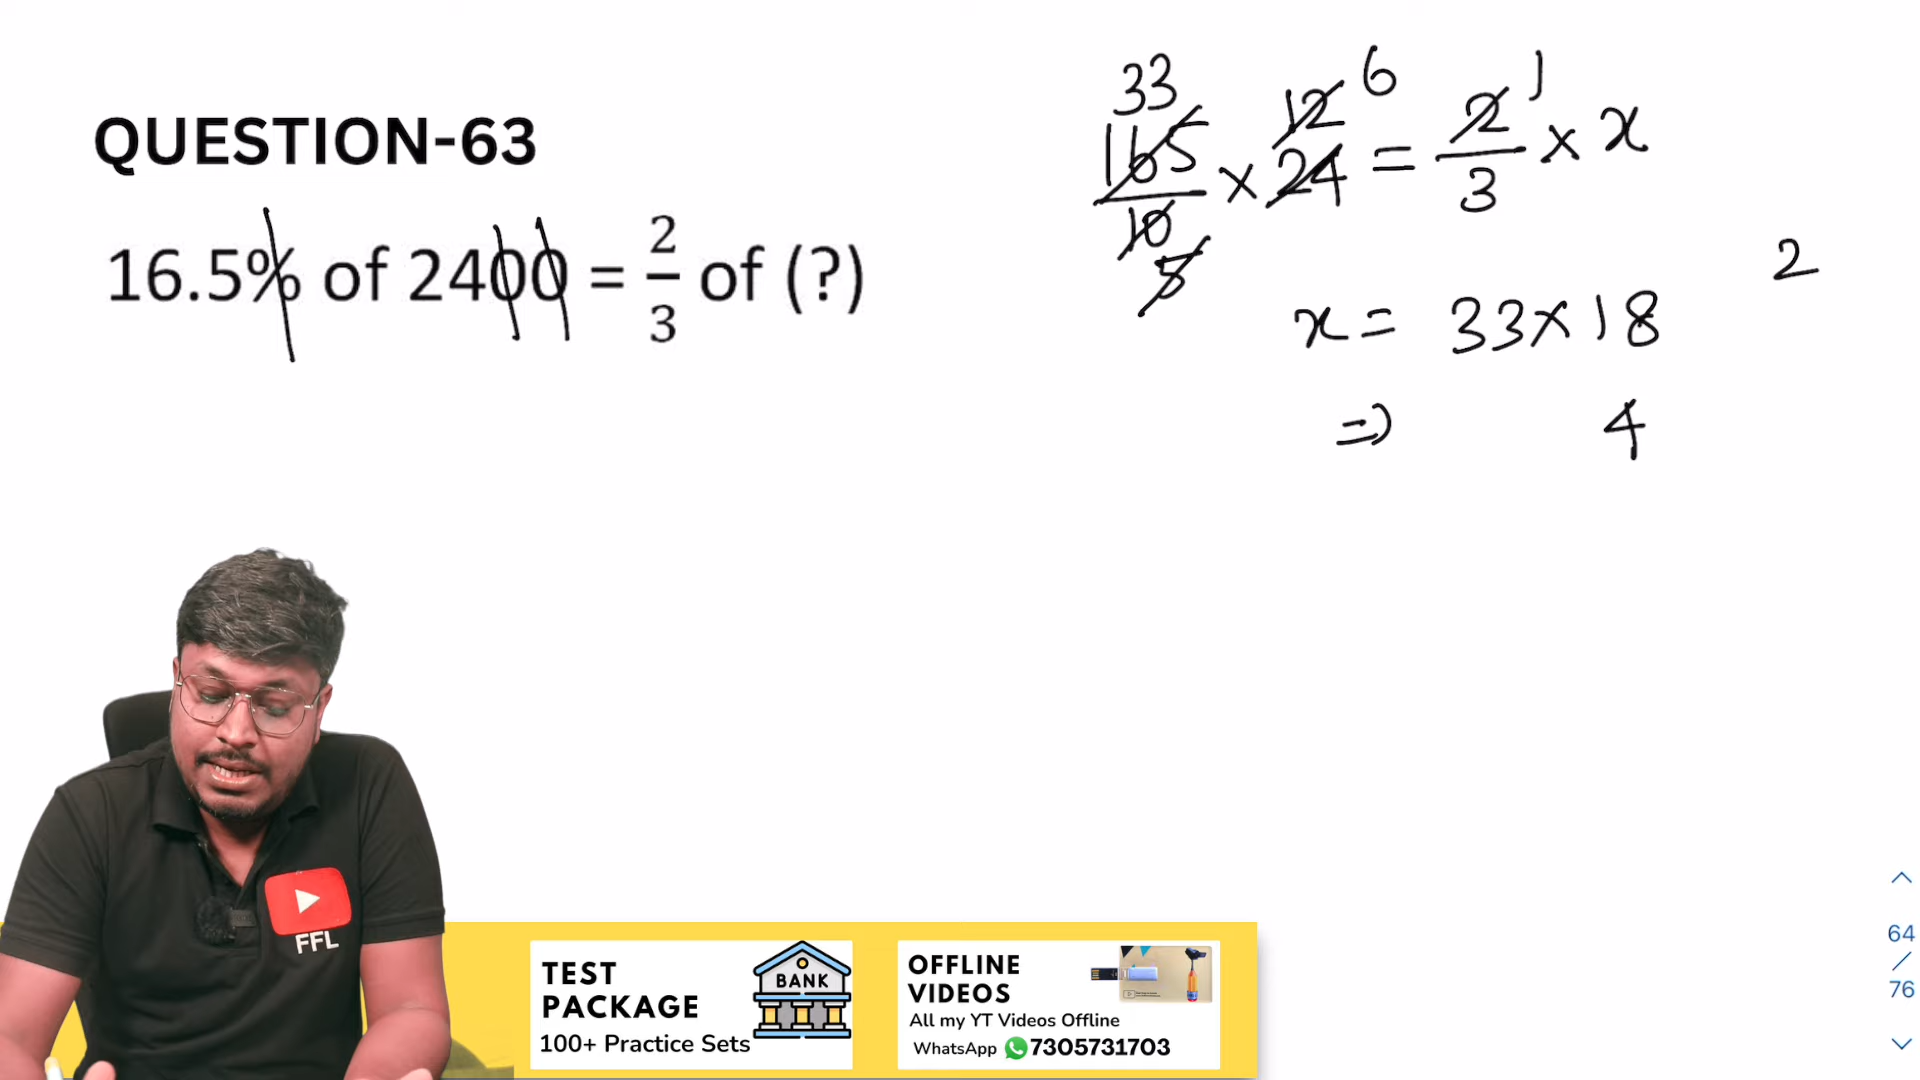 QUESTION-63
16.5% of 2400 = 2/3 of (?)
33
165/10 × 24 = 2/3 × x
12 6
1
5
x = 33 × 18
2
=> 4
FFL
TEST
PACKAGE
100+ Practice Sets
BANK
OFFLINE
VIDEOS
All my YT Videos Offline
WhatsApp 7305731703
64
/
76